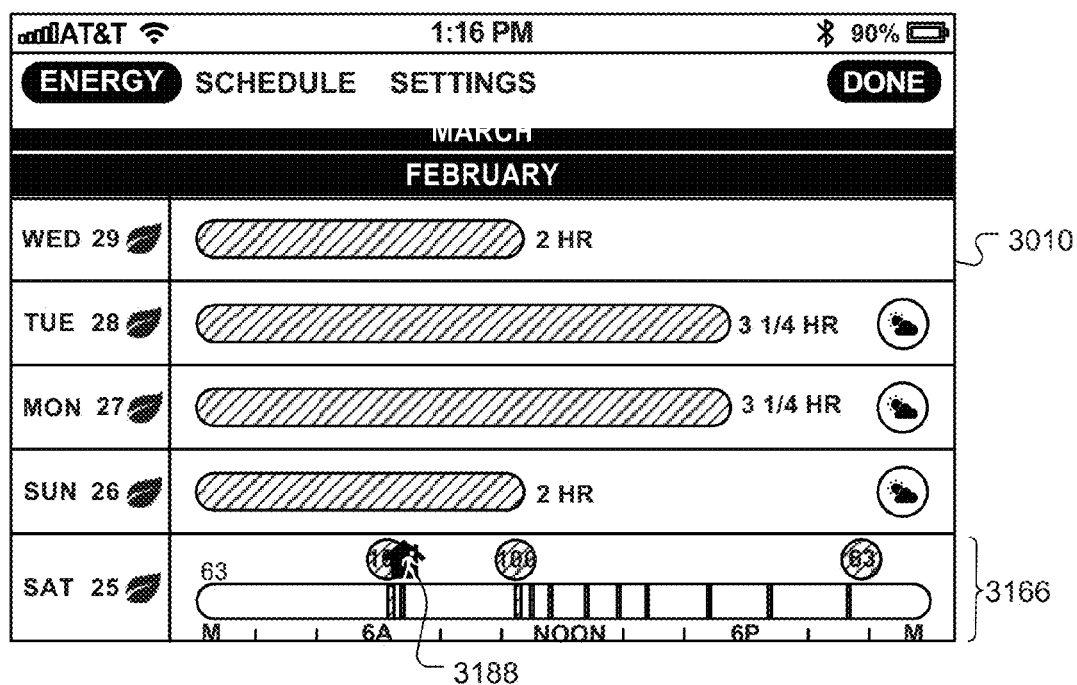 AT&T 1:16 PM 90%
ENERGY SCHEDULE SETTINGS DONE
MARCH
FEBRUARY
WED 29 2 HR
3010
TUE 28 3 1/4 HR
MON 27 3 1/4 HR
SUN 26 2 HR
SAT 25 63 100 63
3166
M 6A NOON 6P M
3188